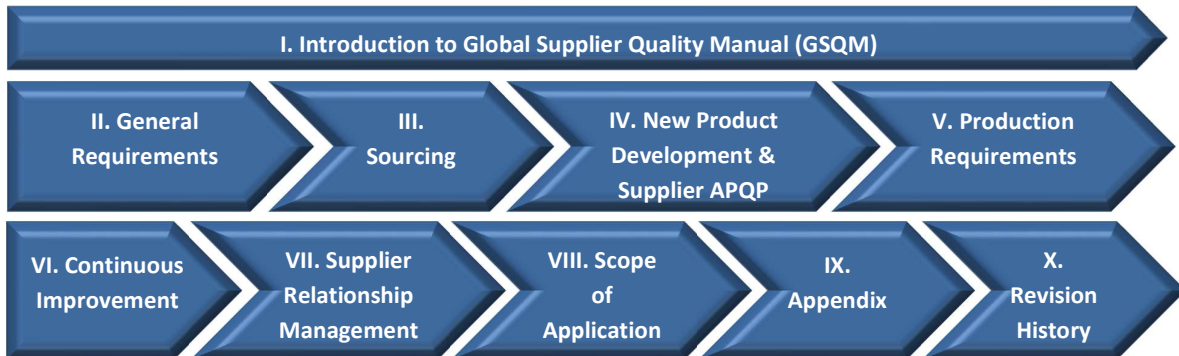 I. Introduction to Global Supplier Quality Manual (GSQM)
II. General
Requirements
III.
Sourcing
IV. New Product
Development &
Supplier APQP
V. Production
Requirements
VI. Continuous
Improvement
VII. Supplier
Relationship
Management
VIII. Scope
of
Application
IX.
Appendix
X.
Revision
History